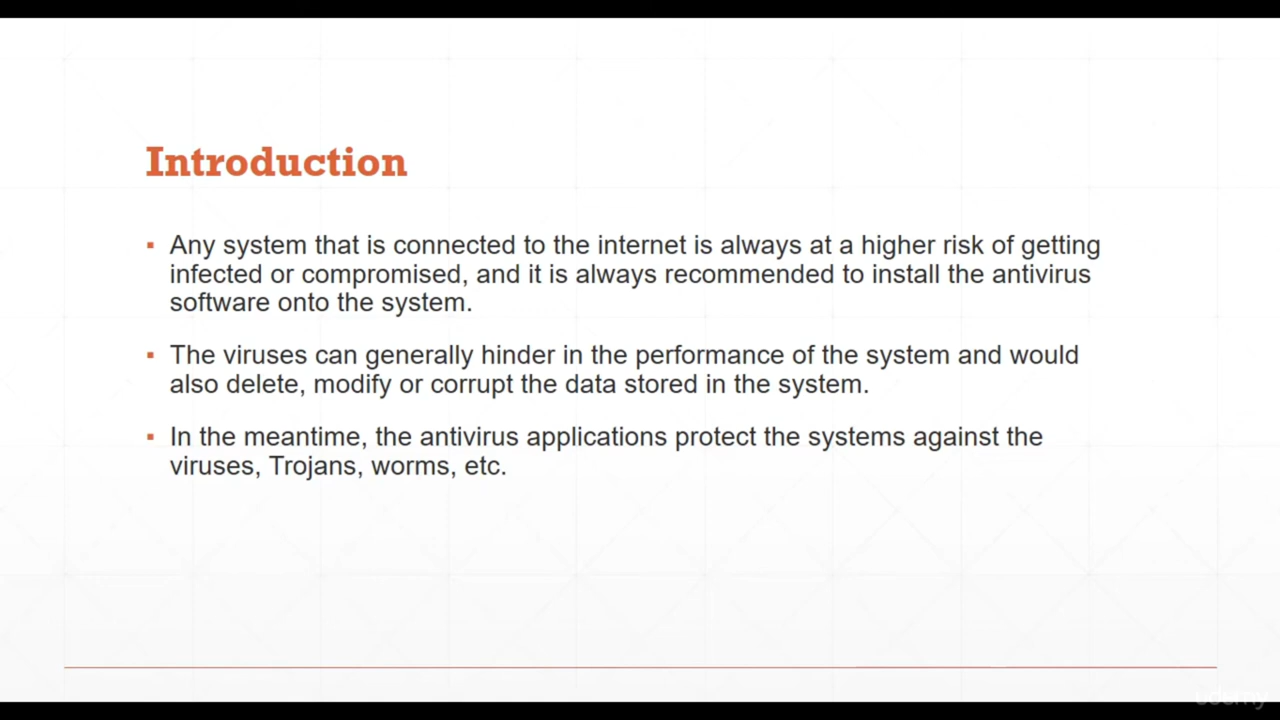 Introduction
▪ Any system that is connected to the internet is always at a higher risk of getting
infected or compromised, and it is always recommended to install the antivirus
software onto the system.
▪ The viruses can generally hinder in the performance of the system and would
also delete, modify or corrupt the data stored in the system.
▪ In the meantime, the antivirus applications protect the systems against the
viruses, Trojans, worms, etc.
udemy